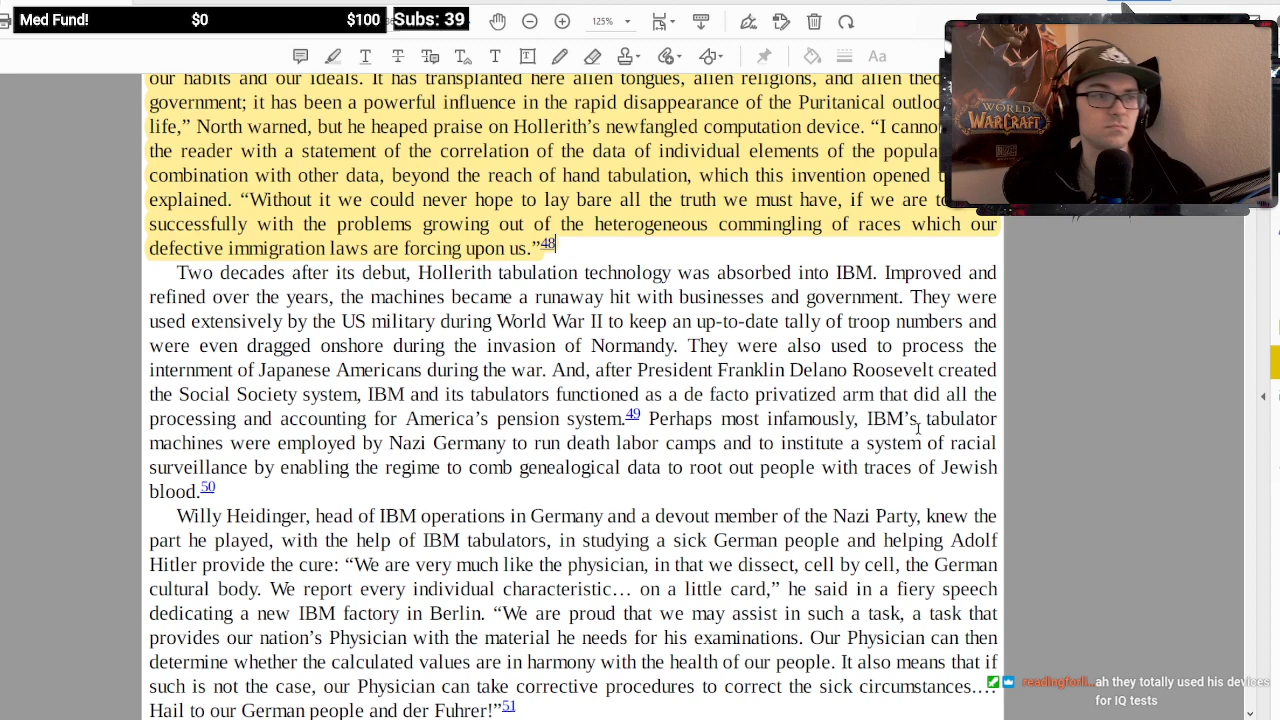 Med Fund! $0 $100 Subs: 39
125%
Aa
our habits and our ideals. It has transplanted here alien tongues, alien religions, and alien
government; it has been a powerful influence in the rapid disappearance of the Puritanical
life,” North warned, but he heaped praise on Hollerith’s newfangled computation device. “I
the reader with a statement of the correlation of the data of individual elements of the
combination with other data, beyond the reach of hand tabulation, which this invention opened
explained. “Without it we could never hope to lay bare all the truth we must have, if we are
successfully with the problems growing out of the heterogeneous commingling of races which our
defective immigration laws are forcing upon us.”48
Two decades after its debut, Hollerith tabulation technology was absorbed into IBM. Improved and
refined over the years, the machines became a runaway hit with businesses and government. They were
used extensively by the US military during World War II to keep an up-to-date tally of troop numbers and
were even dragged onshore during the invasion of Normandy. They were also used to process the
internment of Japanese Americans during the war. And, after President Franklin Delano Roosevelt created
the Social Society system, IBM and its tabulators functioned as a de facto privatized arm that did all the
processing and accounting for America’s pension system.49 Perhaps most infamously, IBM’s tabulator
machines were employed by Nazi Germany to run death labor camps and to institute a system of racial
surveillance by enabling the regime to comb genealogical data to root out people with traces of Jewish
blood.50
Willy Heidinger, head of IBM operations in Germany and a devout member of the Nazi Party, knew the
part he played, with the help of IBM tabulators, in studying a sick German people and helping Adolf
Hitler provide the cure: “We are very much like the physician, in that we dissect, cell by cell, the German
cultural body. We report every individual characteristic… on a little card,” he said in a fiery speech
dedicating a new IBM factory in Berlin. “We are proud that we may assist in such a task, a task that
provides our nation’s Physician with the material he needs for his examinations. Our Physician can then
determine whether the calculated values are in harmony with the health of our people. It also means that if
such is not the case, our Physician can take corrective procedures to correct the sick circumstances.…
Hail to our German people and der Fuhrer!”51
WORLD
WARCRAFT
readingforli... ah they totally used his devices
for IQ tests